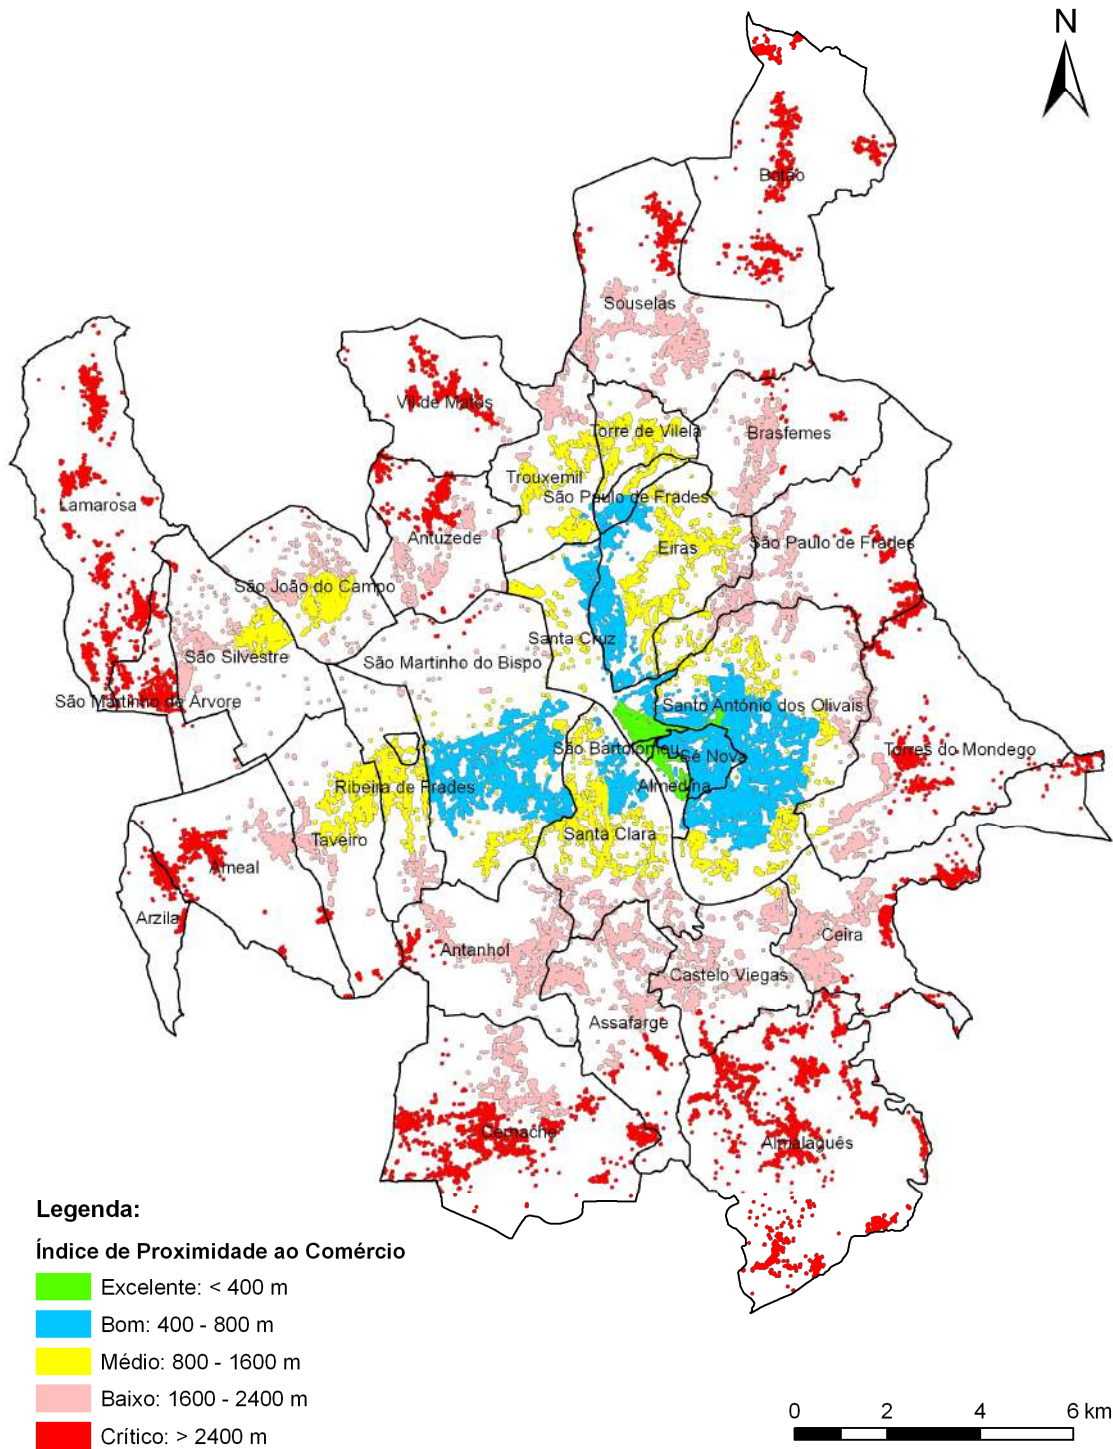 N
Botão
Souselas
Vil de Matos
Torre de Vilela
Brasfemes
Trouxemil
Lamarosa
São Paulo de Frades
Antuzede
Eiras
São Paulo de Frades
São João do Campo
Santa Cruz
São Silvestre
São Martinho do Bispo
São Martinho de Árvore
Santo António dos Olivais
São Bartolomeu
Sé Nova
Torres do Mondego
Ribeira de Frades
Almedina
Santa Clara
Taveiro
Ameal
Arzila
Ceira
Antanhol
Castelo Viegas
Assafarge
Cernache
Almalaguês
Legenda:
Índice de Proximidade ao Comércio
Excelente: < 400 m
Bom: 400 - 800 m
Médio: 800 - 1600 m
Baixo: 1600 - 2400 m
Crítico: > 2400 m
0 2 4 6 km